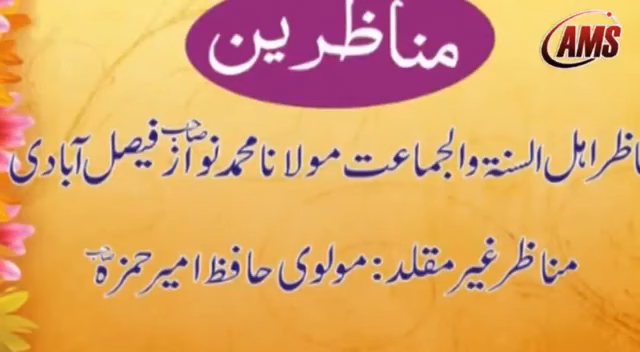 مناظرین
AMS
ناظر اہل السنۃ والجماعت مولانا محمد نواز صاحب فیصل آبادی
مناظر غیر مقلد : مولوی حافظ امیر حمزہ صاحب